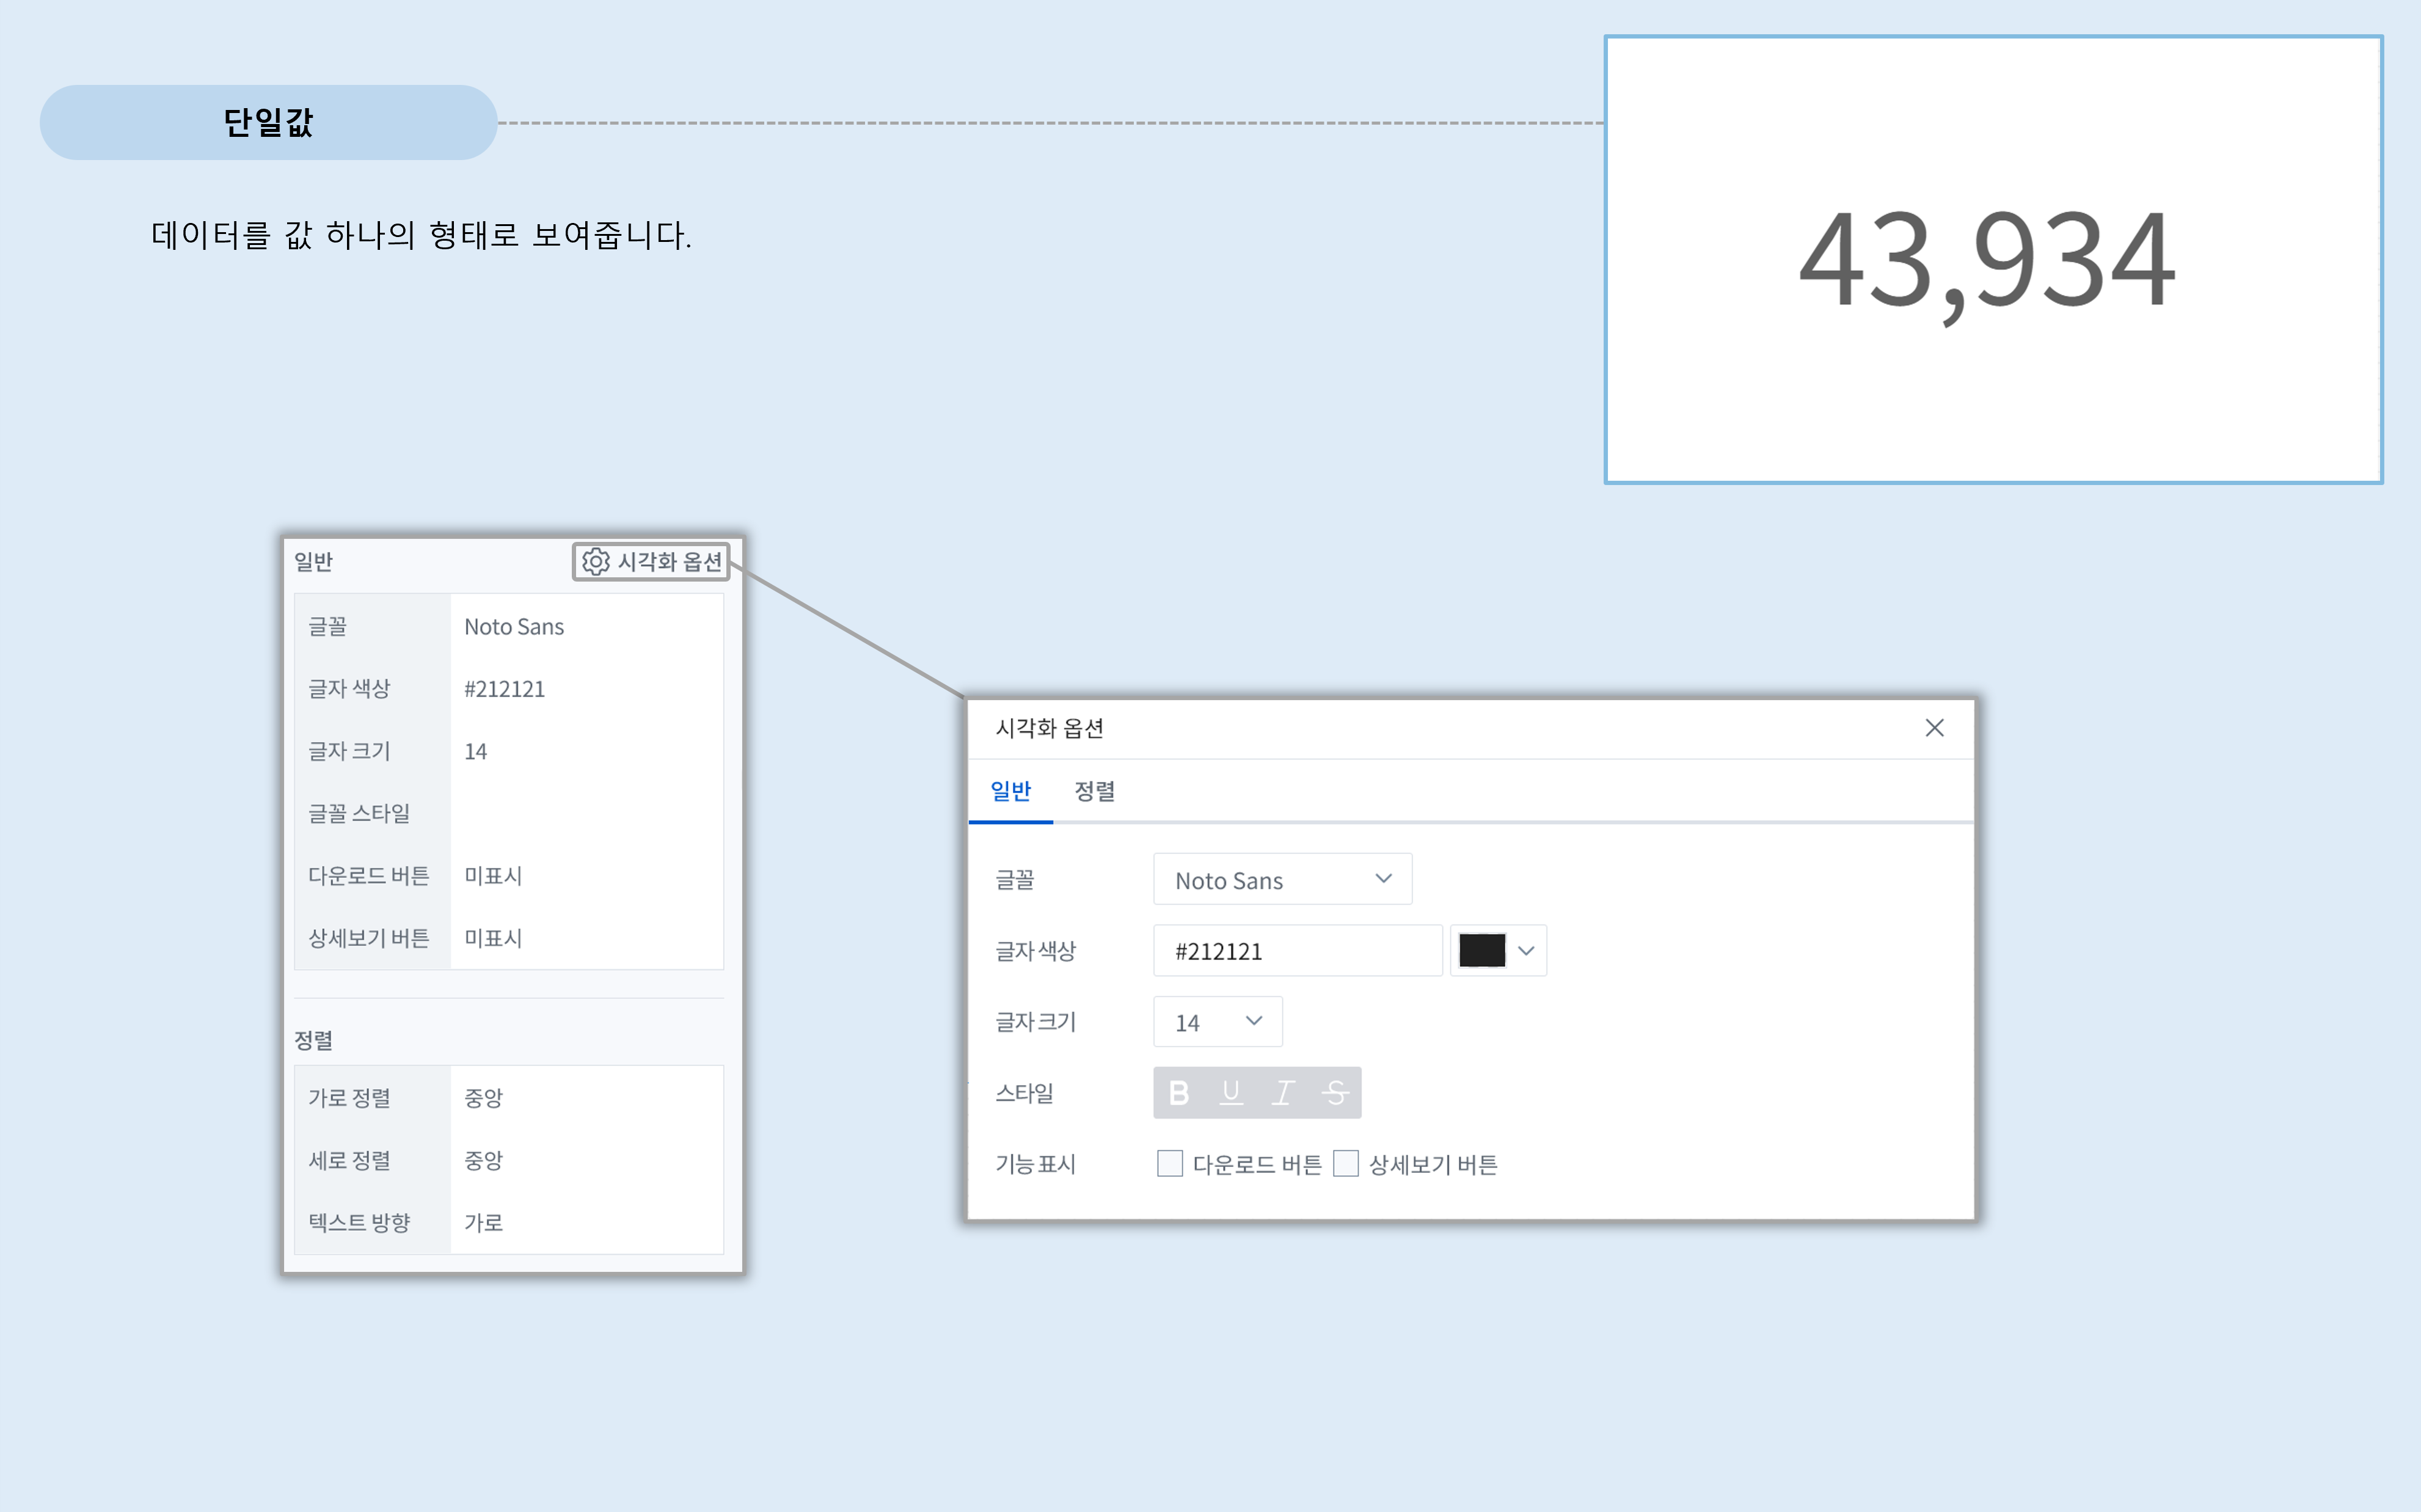 단일값
43,934
데이터를 값 하나의 형태로 보여줍니다.
일반
시각화 옵션
글꼴 Noto Sans
글자 색상 #212121
글자 크기 14
글꼴 스타일
다운로드 버튼 미표시
상세보기 버튼 미표시
정렬
가로 정렬 중앙
세로 정렬 중앙
텍스트 방향 가로
시각화 옵션
일반 정렬
글꼴 Noto Sans
글자 색상 #212121
글자 크기 14
스타일 B U I S
기능 표시 다운로드 버튼 상세보기 버튼